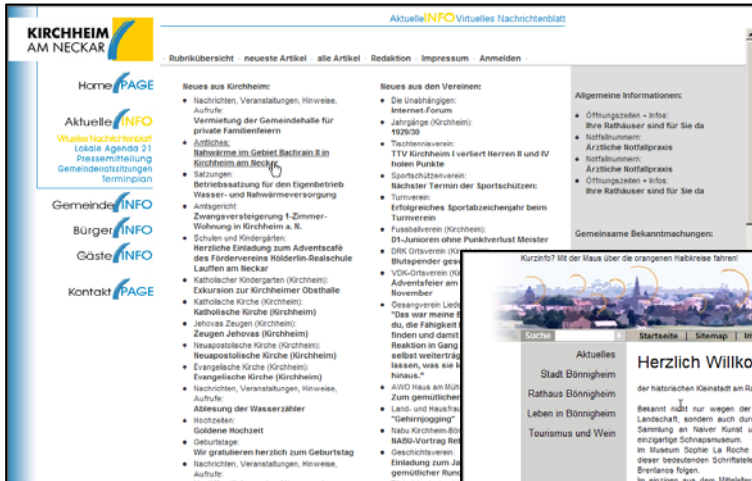 AktuelleINFOVirtuelles Nachrichtenblatt
KIRCHHEIM
AM NECKAR
Rubrikübersicht · neueste Artikel · alle Artikel · Redaktion · Impressum · Anmelden ·
HomePAGE
AktuelleINFO
Virtuelles Nachrichtenblatt
Lokale Agenda 21
Pressemitteilung
Gemeinderatssitzungen
Terminplan
GemeindeINFO
BürgerINFO
GästeINFO
KontaktPAGE
Neues aus Kirchheim:
Nachrichten, Veranstaltungen, Hinweise,
Aufrufe:
Vermietung der Gemeindehalle für
private Familienfeiern
Amtliches:
Nahwärme im Gebiet Bachrain II in
Kirchheim am Neckar
Satzungen:
Betriebssatzung für den Eigenbetrieb
Wasser- und Nahwärmeversorgung
Amtsgericht:
Zwangsversteigerung 1-Zimmer-
Wohnung in Kirchheim a. N.
Schulen und Kindergärten:
Herzliche Einladung zum Adventscafè
des Fördervereins Hölderlin-Realschule
Lauffen am Neckar
Katholischer Kindergarten (Kirchheim):
Exkursion zur Kirchheimer Obsthalle
Katholische Kirche (Kirchheim):
Katholische Kirche (Kirchheim)
Jehovas Zeugen (Kirchheim):
Zeugen Jehovas (Kirchheim)
Neuapostolische Kirche (Kirchheim):
Neuapostolische Kirche (Kirchheim)
Evangelische Kirche (Kirchheim):
Evangelische Kirche (Kirchheim)
Nachrichten, Veranstaltungen, Hinweise,
Aufrufe:
Ablesung der Wasserzähler
Hochzeiten:
Goldene Hochzeit
Geburtstage:
Wir gratulieren herzlich zum Geburtstag
Nachrichten, Veranstaltungen, Hinweise,
Aufrufe:
Neues aus den Vereinen:
Die Unabhängigen:
Internet-Forum
Jahrgänge (Kirchheim):
1929/30
Tischtennisverein:
TTV Kirchheim I verliert Herren II und IV
holen Punkte
Sportschützenverein:
Nächster Termin der Sportschützen:
Turnverein:
Erfolgreiches Sportabzeichenjahr beim
Turnverein
Fussballverein (Kirchheim):
D1-Junioren ohne Punktverlust Meister
DRK Ortsverein (Kir
Blutspender ges
VDK-Ortsverein (Ki
Adventsfeier am
November
Gesangverein Liede
"Das war meine
du, die Fähigkeit
finden und damit
Reaktion in Gang
selbst weiterträg
lassen, was sie
hinaus."
AWO Haus am Müh
Zum gemütlicher
Land- und Hausfrau
"Gehirnjogging"
Nabu Kirchheim-Bön
NABU-Vortrag Re
Geschichtsverein:
Einladung zum Ja
gemütlicher Run
Allgemeine Informationen:
Öffnungszeiten + Infos:
Ihre Rathäuser sind für Sie da
Notfallnummern:
Ärztliche Notfallpraxis
Notfallnummern:
Ärztliche Notfallpraxis
Öffnungszeiten + Infos:
Ihre Rathäuser sind für Sie da
Gemeinsame Bekanntmachungen:
Kurzinfo? Mit der Maus über die orangenen Halbkreise fahren!
Suche
Startseite | Sitemap | Im
Aktuelles
Stadt Bönnigheim
Rathaus Bönnigheim
Leben in Bönnigheim
Tourismus und Wein
Herzlich Willko
der historischen Kleinstadt am Ra
Bekannt nicht nur wegen der
Landschaft, sondern auch dur
Sammlung an Naiver Kunst u
einzigartige Schnapsmuseum.
Im Museum Sophie La Roche
dieser bedeutenden Schriftstelle
Brentanos folgen.